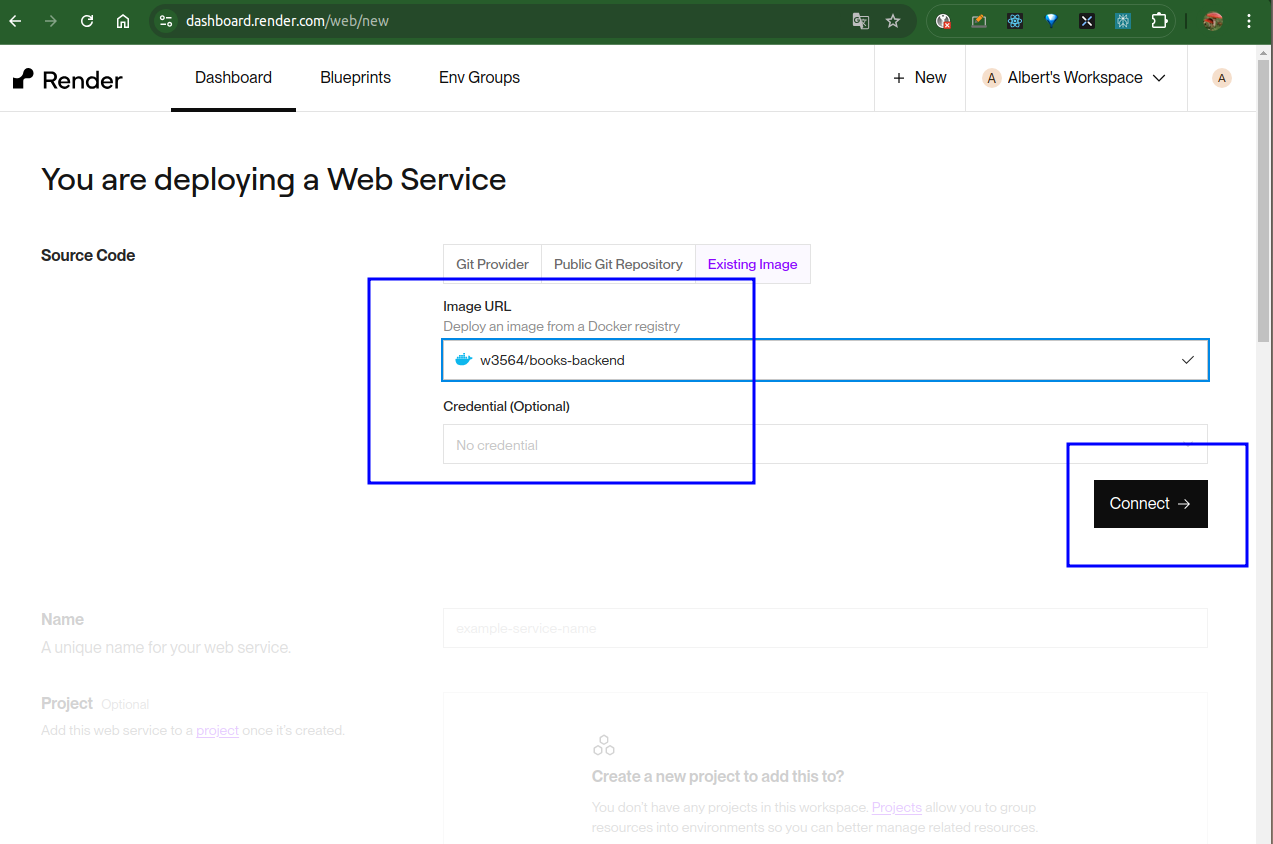 dashboard.render.com/web/new
Render
Dashboard
Blueprints
Env Groups
+ New
A Albert's Workspace
A
You are deploying a Web Service
Source Code
Git Provider
Public Git Repository
Existing Image
Image URL
Deploy an image from a Docker registry
w3564/books-backend
Credential (Optional)
No credential
Connect →
Name
A unique name for your web service.
example-service-name
Project Optional
Add this web service to a project once it's created.
Create a new project to add this to?
You don't have any projects in this workspace. Projects allow you to group
resources into environments so you can better manage related resources.